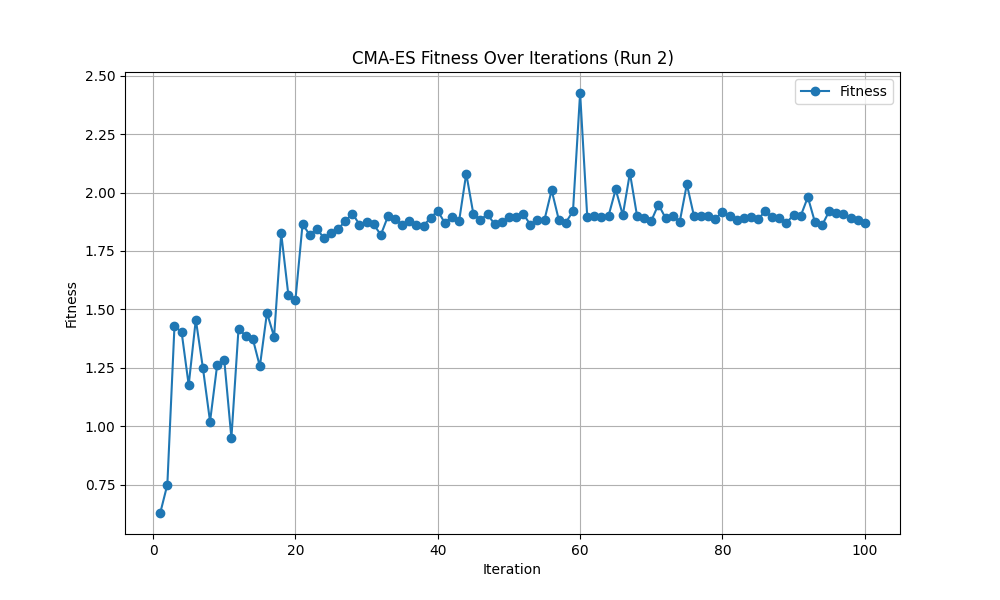 CMA-ES Fitness Over Iterations (Run 2)
Fitness
2.50
2.25
2.00
1.75
1.50
1.25
1.00
0.75
Fitness
0 20 40 60 80 100
Iteration